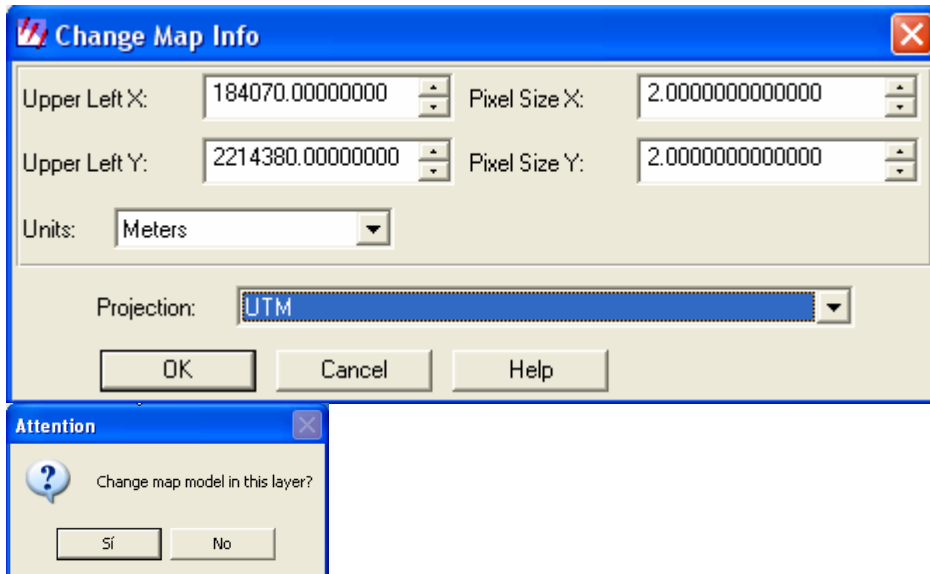 Change Map Info
Upper Left X: 184070.00000000 Pixel Size X: 2.0000000000000
Upper Left Y: 2214380.00000000 Pixel Size Y: 2.0000000000000
Units: Meters
Projection: UTM
OK Cancel Help
Attention
Change map model in this layer?
Sí No